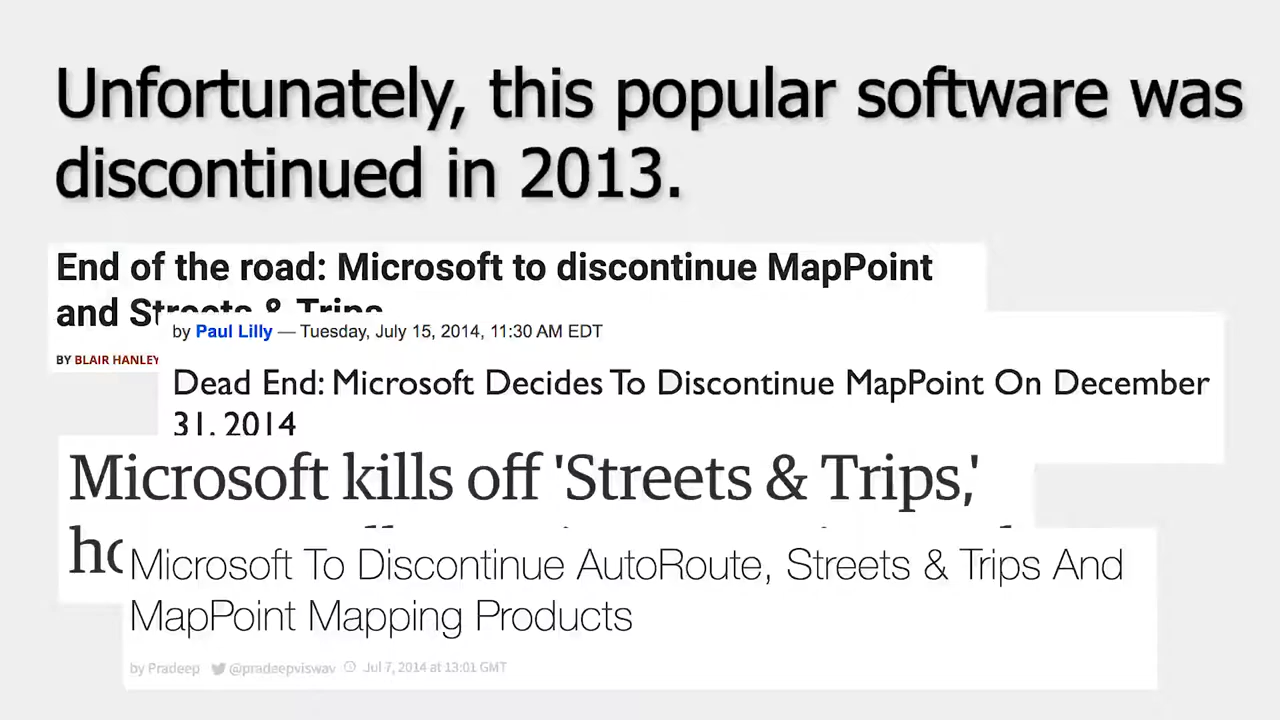 Unfortunately, this popular software was
discontinued in 2013.
End of the road: Microsoft to discontinue MapPoint
and Streets & Trips
BY BLAIR HANLEY
by Paul Lilly — Tuesday, July 15, 2014, 11:30 AM EDT
Dead End: Microsoft Decides To Discontinue MapPoint On December
31, 2014
Microsoft kills off 'Streets & Trips,'
Microsoft To Discontinue AutoRoute, Streets & Trips And
MapPoint Mapping Products
by Pradeep @pradeepviswav Jul 7, 2014 at 13:01 GMT